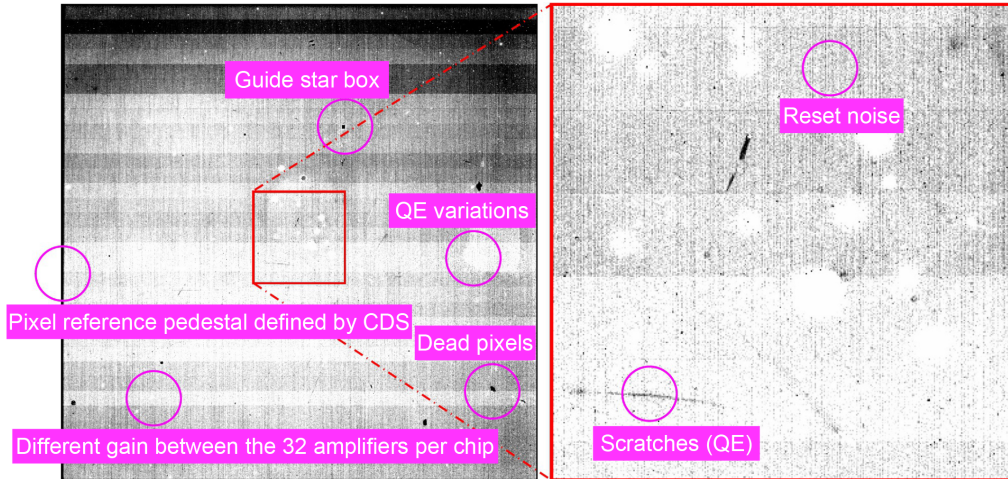 Guide star box
Reset noise
QE variations
Pixel reference pedestal defined by CDS
Dead pixels
Different gain between the 32 amplifiers per chip
Scratches (QE)